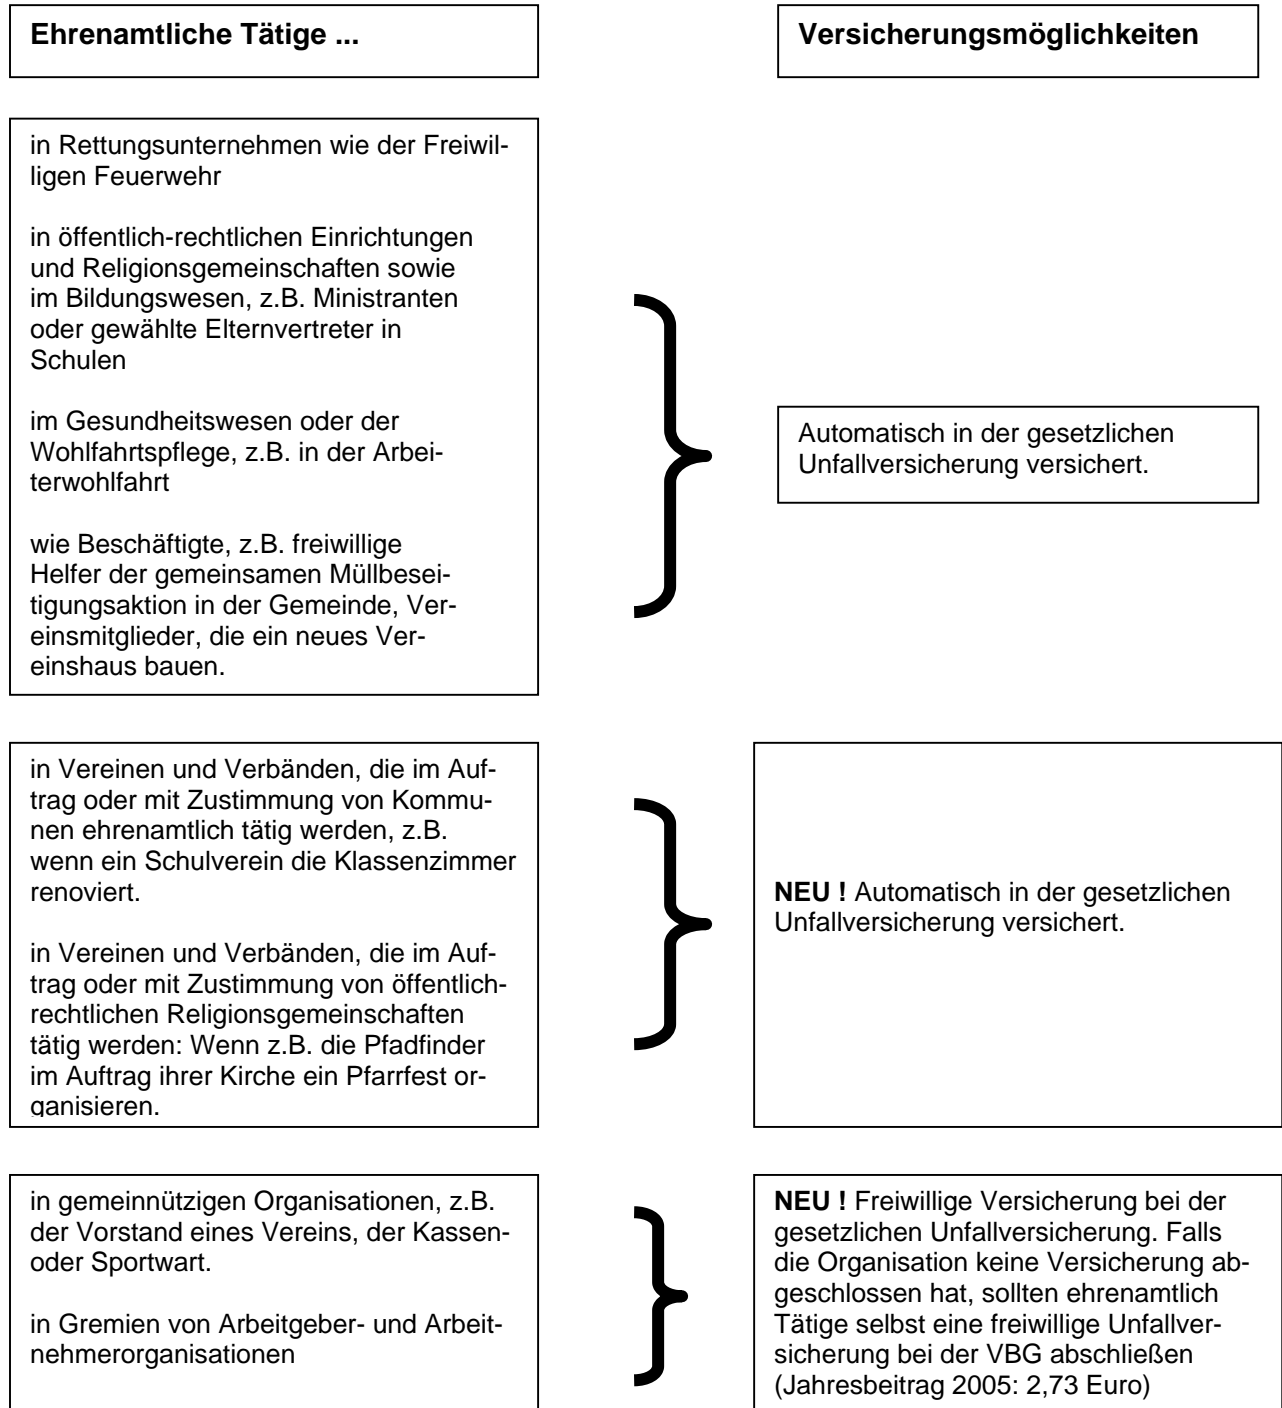 Ehrenamtliche Tätige ...
Versicherungsmöglichkeiten
in Rettungsunternehmen wie der Freiwil-
ligen Feuerwehr
in öffentlich-rechtlichen Einrichtungen
und Religionsgemeinschaften sowie
im Bildungswesen, z.B. Ministranten
oder gewählte Elternvertreter in
Schulen
im Gesundheitswesen oder der
Wohlfahrtspflege, z.B. in der Arbei-
terwohlfahrt
wie Beschäftigte, z.B. freiwillige
Helfer der gemeinsamen Müllbesei-
tigungsaktion in der Gemeinde, Ver-
einsmitglieder, die ein neues Ver-
einshaus bauen.
Automatisch in der gesetzlichen
Unfallversicherung versichert.
in Vereinen und Verbänden, die im Auf-
trag oder mit Zustimmung von Kommu-
nen ehrenamtlich tätig werden, z.B.
wenn ein Schulverein die Klassenzimmer
renoviert.
in Vereinen und Verbänden, die im Auf-
trag oder mit Zustimmung von öffentlich-
rechtlichen Religionsgemeinschaften
tätig werden: Wenn z.B. die Pfadfinder
im Auftrag ihrer Kirche ein Pfarrfest or-
ganisieren.
NEU ! Automatisch in der gesetzlichen
Unfallversicherung versichert.
in gemeinnützigen Organisationen, z.B.
der Vorstand eines Vereins, der Kassen-
oder Sportwart.
in Gremien von Arbeitgeber- und Arbeit-
nehmerorganisationen
NEU ! Freiwillige Versicherung bei der
gesetzlichen Unfallversicherung. Falls
die Organisation keine Versicherung ab-
geschlossen hat, sollten ehrenamtlich
Tätige selbst eine freiwillige Unfallver-
sicherung bei der VBG abschließen
(Jahresbeitrag 2005: 2,73 Euro)